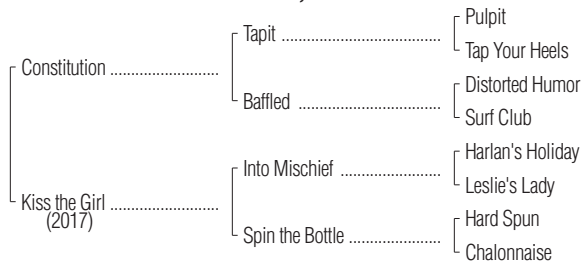 Pulpit
Tapit
Tap Your Heels
Constitution
Distorted Humor
Baffled
Surf Club
Harlan's Holiday
Into Mischief
Leslie's Lady
Kiss the Girl
(2017)
Hard Spun
Spin the Bottle
Chalonnaise